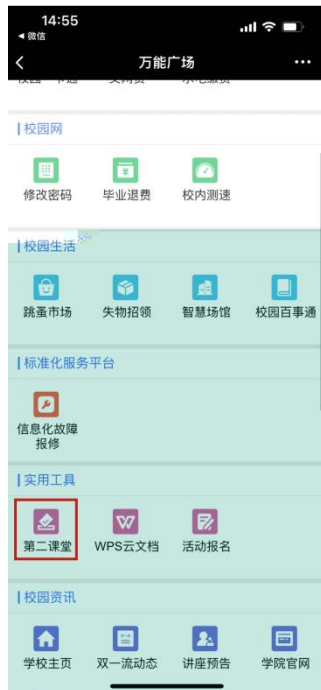 14:55
微信
万能广场
校园网
修改密码 毕业退费 校内测速
校园生活
跳蚤市场 失物招领 智慧场馆 校园百事通
标准化服务平台
信息化故障
报修
实用工具
第二课堂 WPS云文档 活动报名
校园资讯
学校主页 双一流动态 讲座预告 学院官网